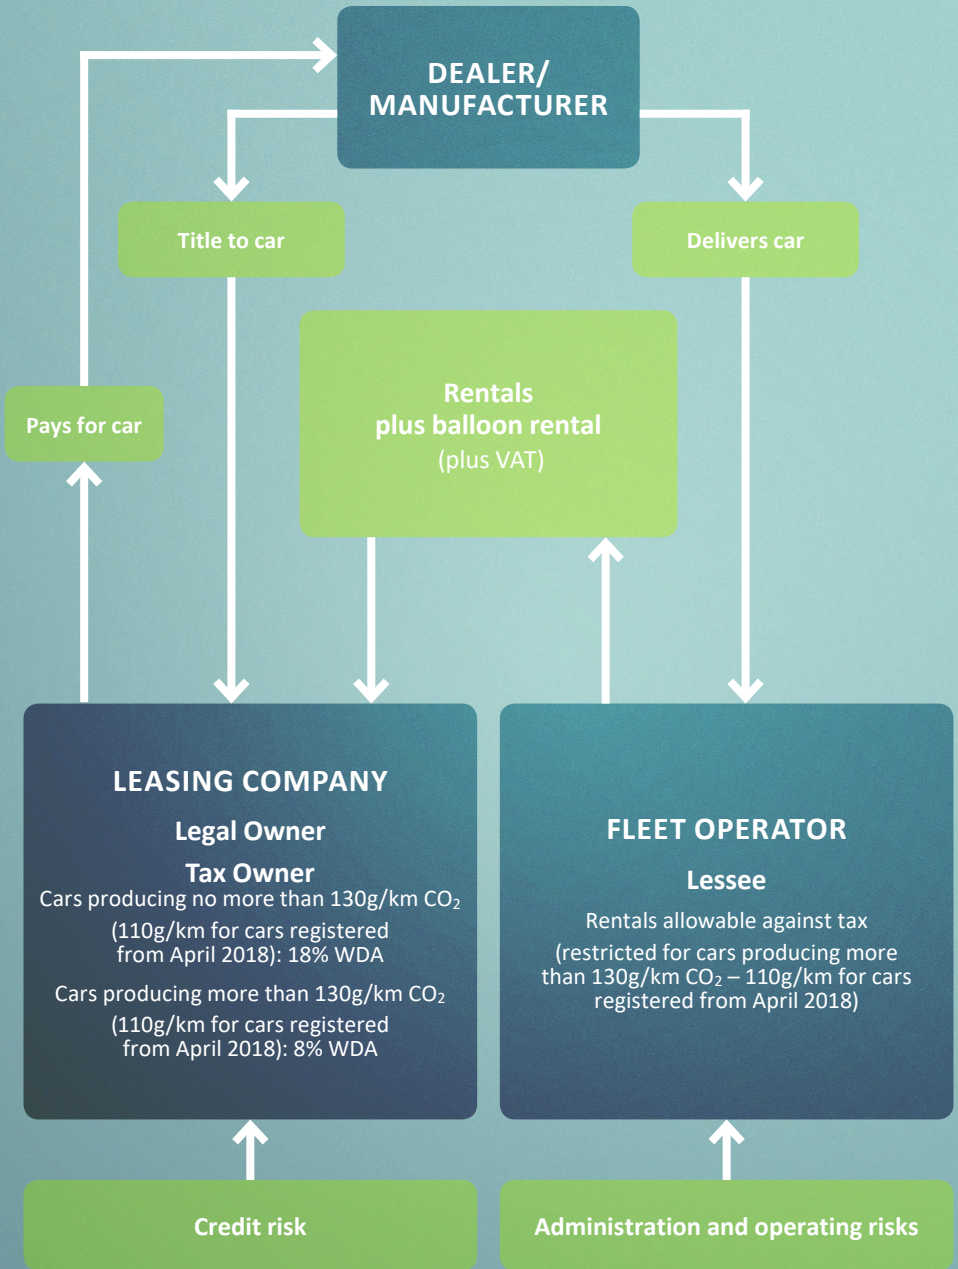 DEALER/
MANUFACTURER
Title to car
Delivers car
Rentals
plus balloon rental
(plus VAT)
Pays for car
LEASING COMPANY
Legal Owner
Tax Owner
Cars producing no more than 130g/km CO₂
(110g/km for cars registered
from April 2018): 18% WDA
Cars producing more than 130g/km CO₂
(110g/km for cars registered
from April 2018): 8% WDA
FLEET OPERATOR
Lessee
Rentals allowable against tax
(restricted for cars producing more
than 130g/km CO₂ – 110g/km for cars
registered from April 2018)
Credit risk
Administration and operating risks